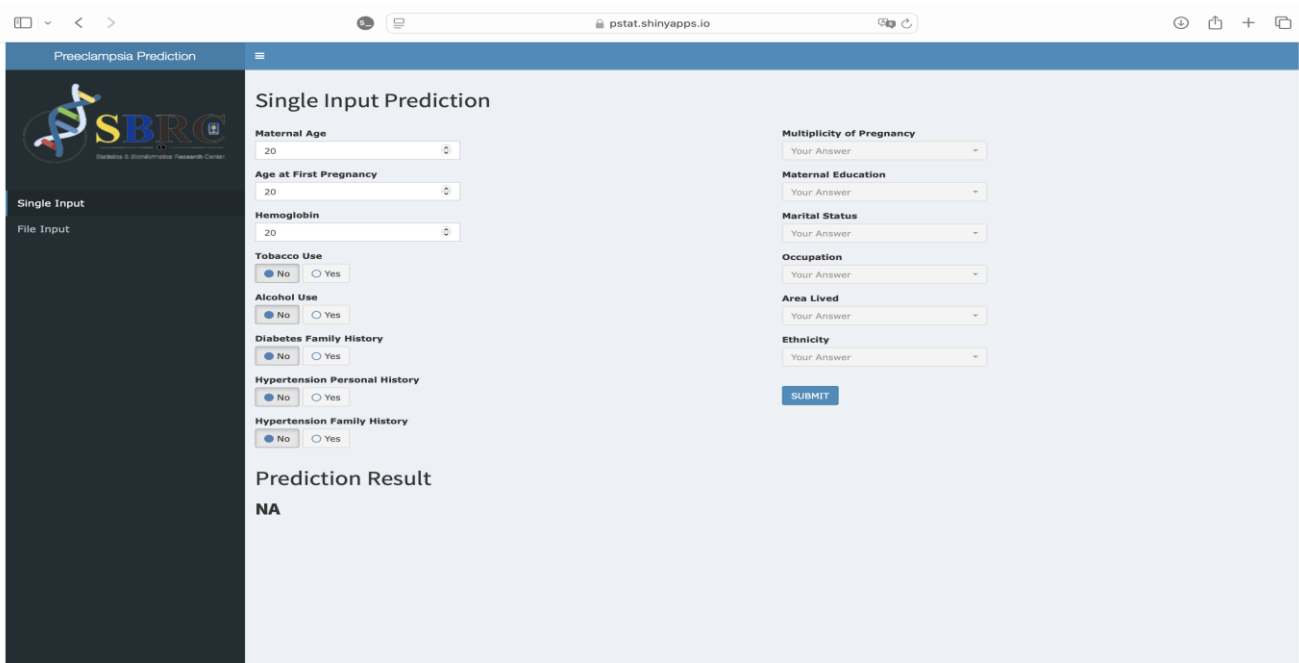 pstat.shinyapps.io
Preeclampsia Prediction
SBRC
Statistics & Bioinformatics Research Center
Single Input
File Input
Single Input Prediction
Maternal Age
20
Age at First Pregnancy
20
Hemoglobin
20
Tobacco Use
No Yes
Alcohol Use
No Yes
Diabetes Family History
No Yes
Hypertension Personal History
No Yes
Hypertension Family History
No Yes
Multiplicity of Pregnancy
Your Answer
Maternal Education
Your Answer
Marital Status
Your Answer
Occupation
Your Answer
Area Lived
Your Answer
Ethnicity
Your Answer
SUBMIT
Prediction Result
NA